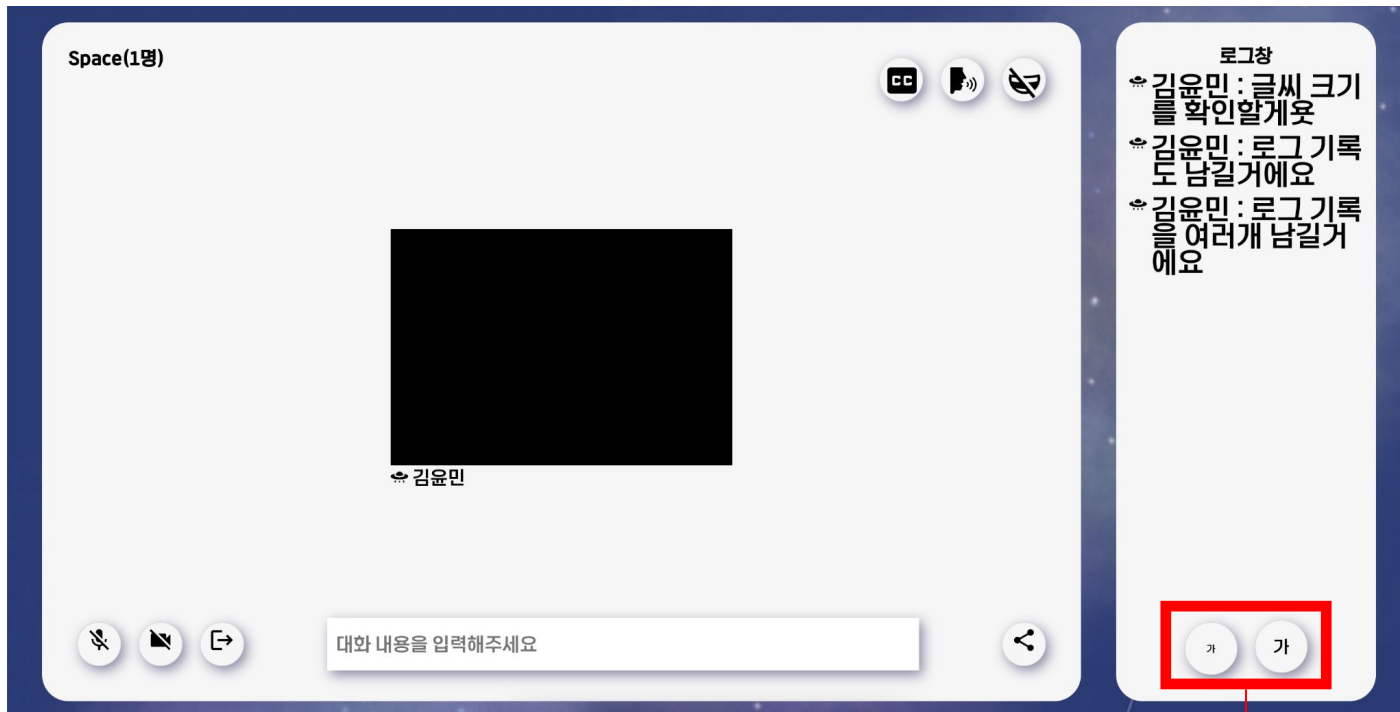 Space(1명)
CC
김윤민
대화 내용을 입력해주세요
로그창
김윤민 : 글씨 크기
를 확인할게욧
김윤민 : 로그 기록
도 남길거에요
김윤민 : 로그 기록
을 여러개 남길거
에요
가 가